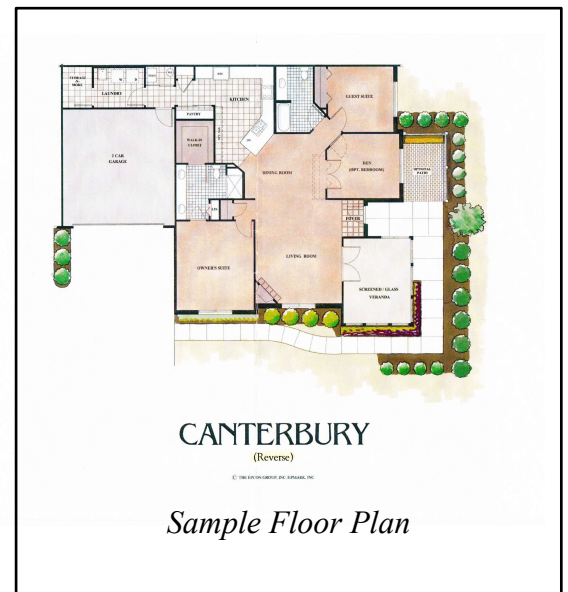 STORAGE
& MORE
W D
LAUNDRY
KITCHEN
PANTRY
WALK-IN
CLOSET
GUEST SUITE
2 CAR
GARAGE
DINING ROOM
DEN
(OPT. BEDROOM)
OPTIONAL
PATIO
LIN
FOYER
OWNER'S SUITE
LIVING ROOM
SCREENED / GLASS
VERANDA
CANTERBURY
(Reverse)
Sample Floor Plan